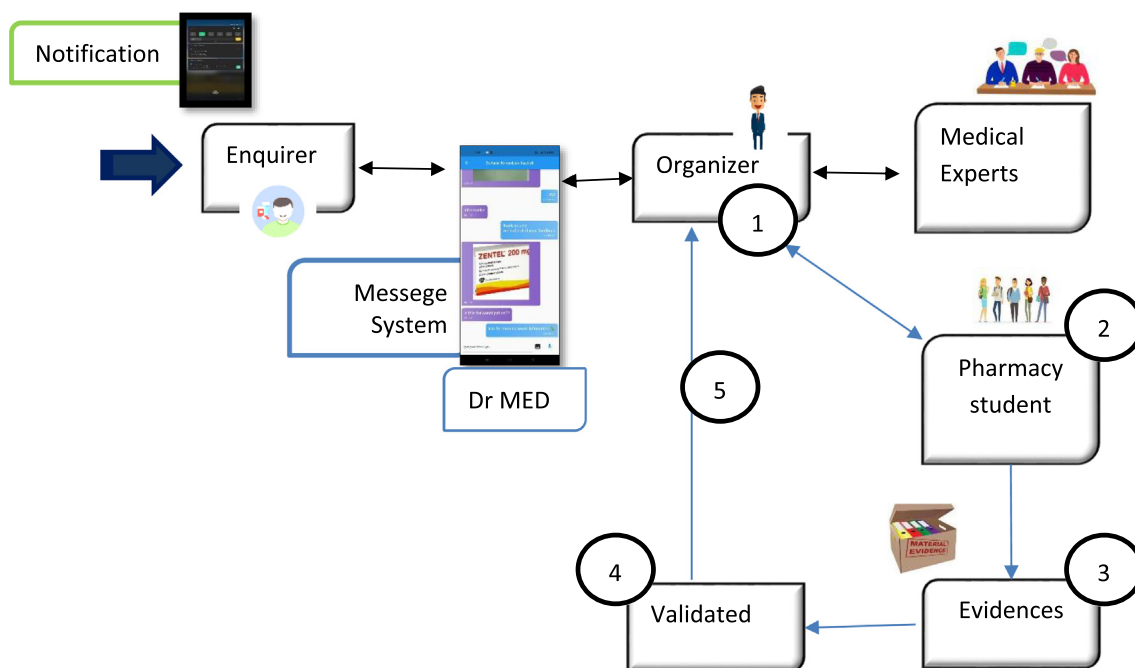 Notification
Enquirer
Organizer
Medical
Experts
1
ZENTEL 200 mg
Messege
System
2
Pharmacy
student
Dr MED
5
MATERIAL
EVIDENCE
4
3
Validated
Evidences